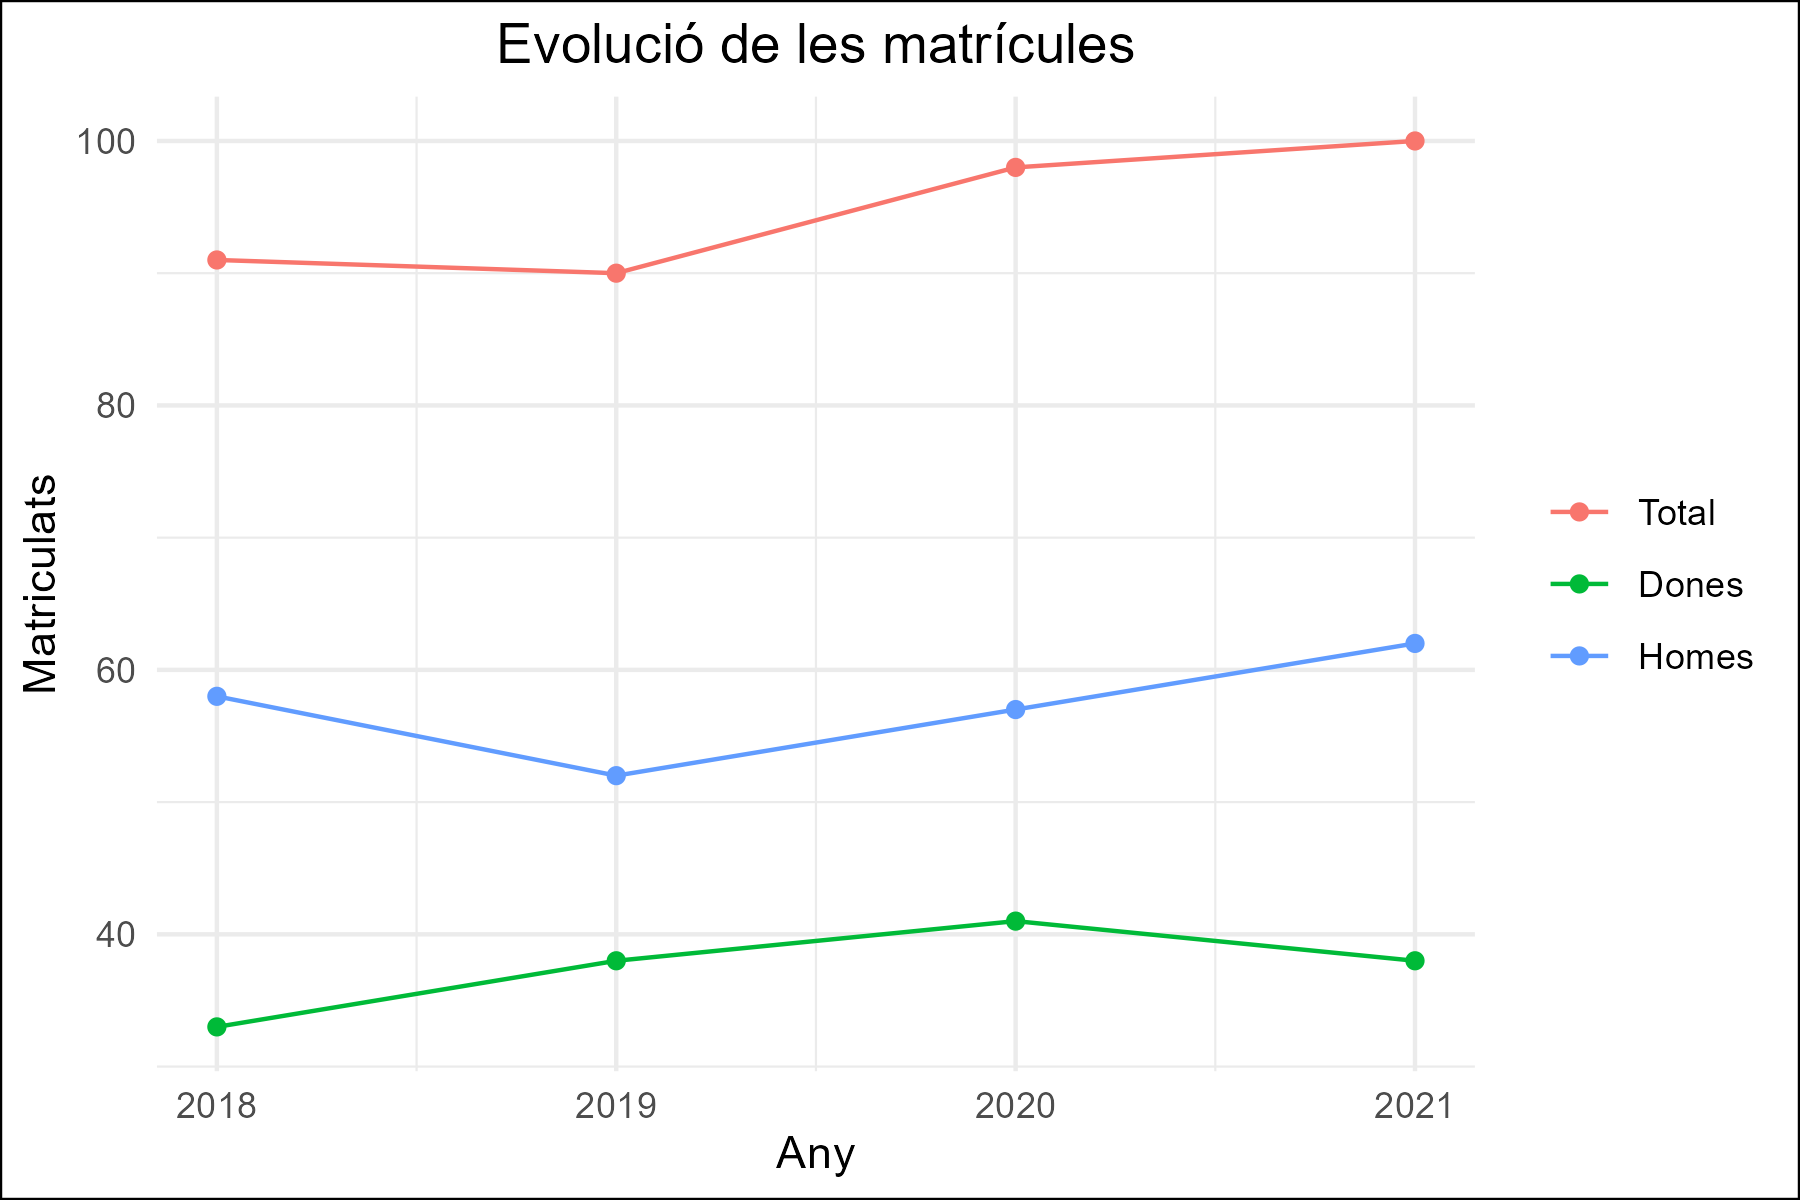 Evolució de les matrícules
100
80
60
40
Matriculats
2018
2019
2020
2021
Any
Total
Dones
Homes